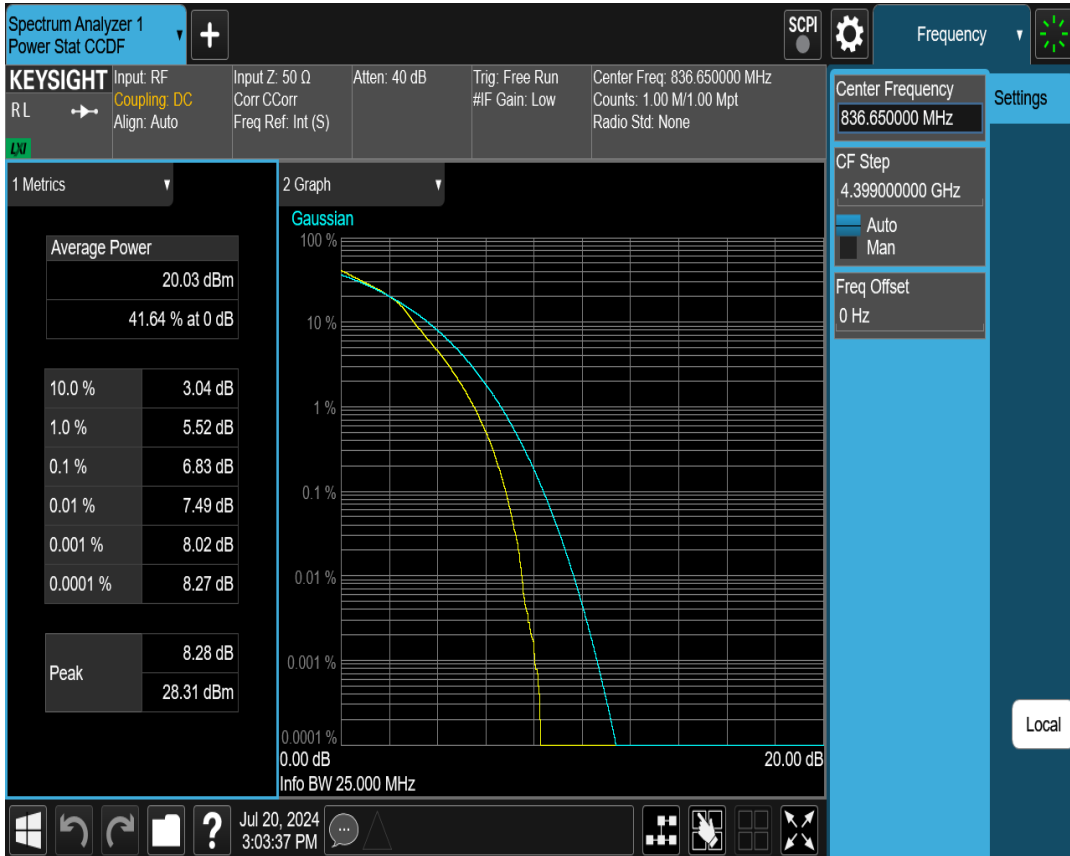 Spectrum Analyzer 1
Power Stat CCDF
SCPI
Frequency
KEYSIGHT
R L
LXI
Input: RF
Coupling: DC
Align: Auto
Input Z: 50 Ω
Corr CCorr
Freq Ref: Int (S)
Atten: 40 dB
Trig: Free Run
#IF Gain: Low
Center Freq: 836.650000 MHz
Counts: 1.00 M/1.00 Mpt
Radio Std: None
Center Frequency
836.650000 MHz
Settings
CF Step
4.399000000 GHz
Auto
Man
Freq Offset
0 Hz
1 Metrics
Average Power
20.03 dBm
41.64 % at 0 dB
10.0 % 3.04 dB
1.0 % 5.52 dB
0.1 % 6.83 dB
0.01 % 7.49 dB
0.001 % 8.02 dB
0.0001 % 8.27 dB
Peak
8.28 dB
28.31 dBm
2 Graph
Gaussian
100 %
10 %
1 %
0.1 %
0.01 %
0.001 %
0.0001 %
0.00 dB
20.00 dB
Info BW 25.000 MHz
Local
?
Jul 20, 2024
3:03:37 PM